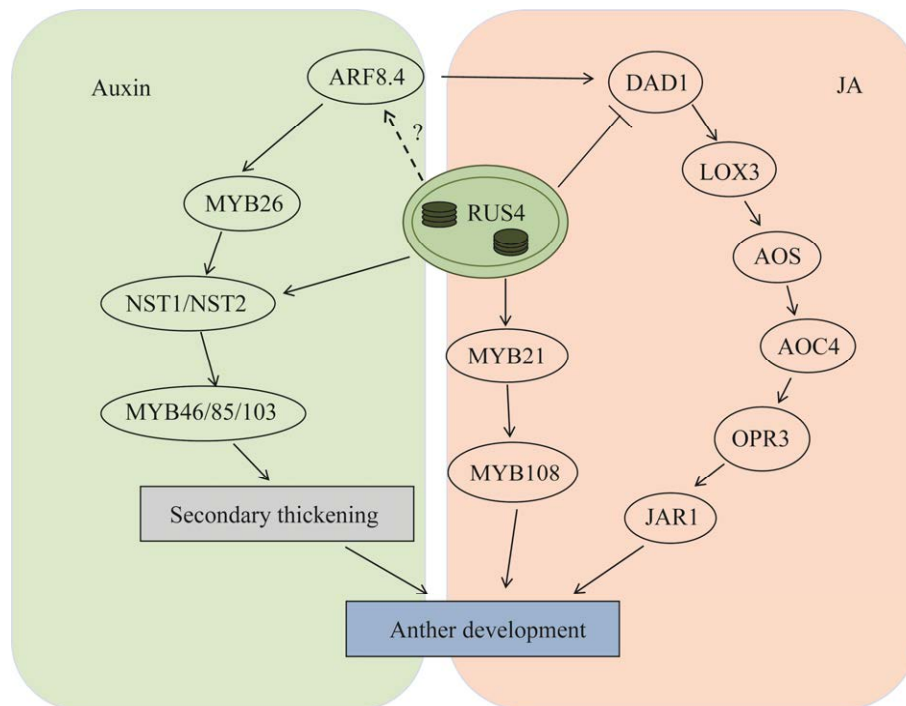 Auxin
ARF8.4
DAD1
JA
?
LOX3
MYB26
RUS4
AOS
NST1/NST2
MYB21
AOC4
MYB46/85/103
OPR3
MYB108
Secondary thickening
JAR1
Anther development